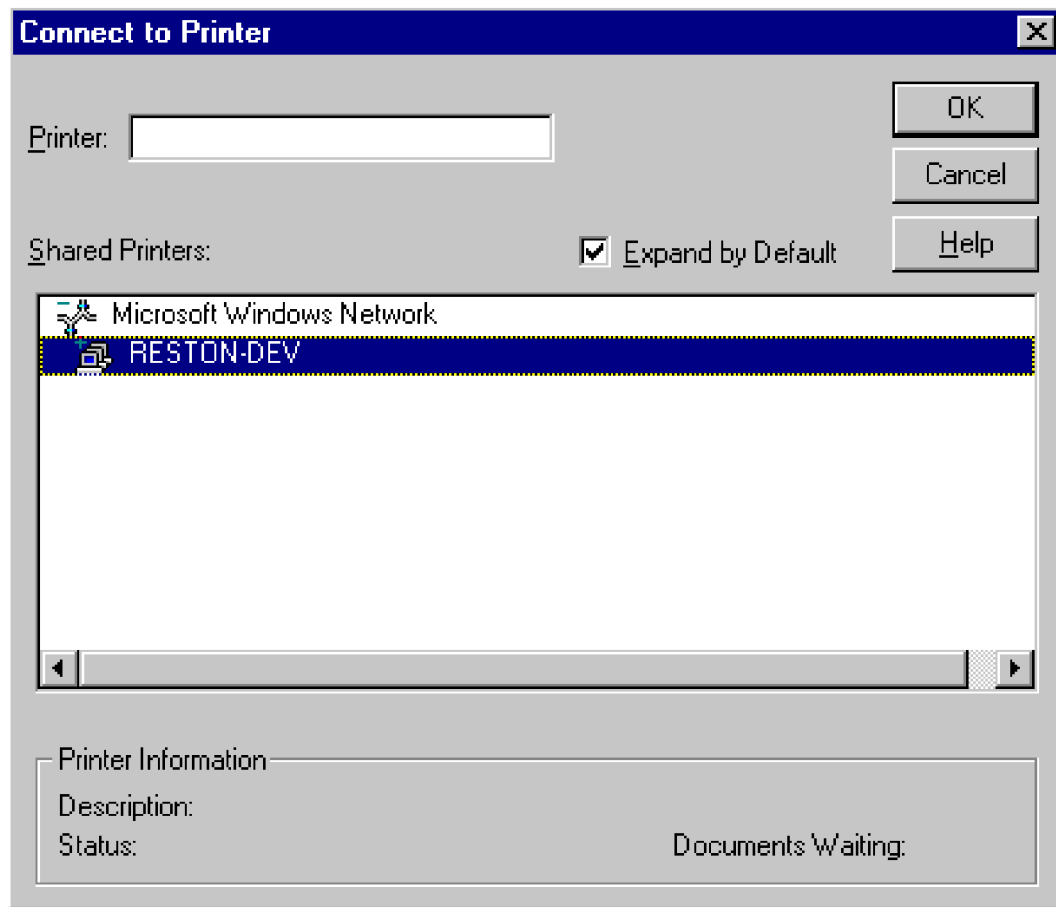 Connect to Printer
Printer:
OK
Cancel
Help
Shared Printers:
Expand by Default
Microsoft Windows Network
RESTON-DEV
Printer Information
Description:
Status:
Documents Waiting: